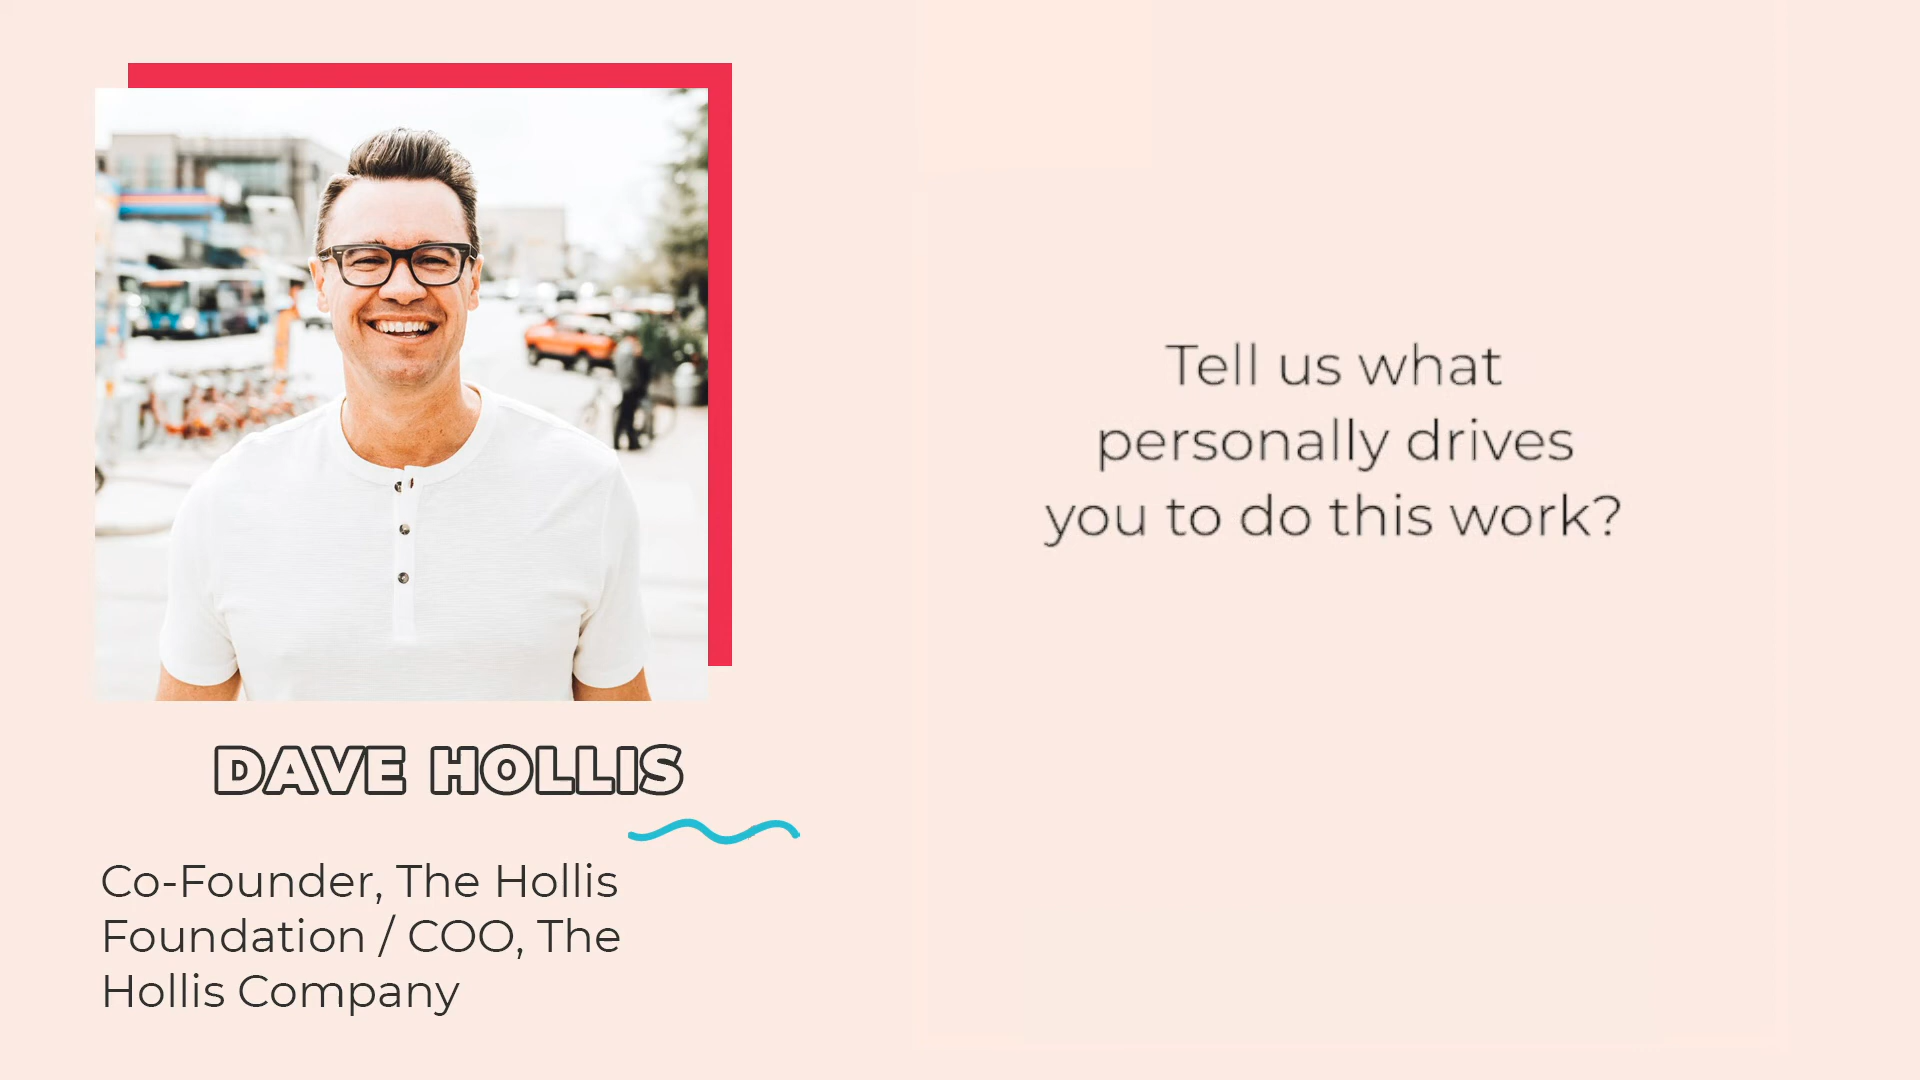 DAVE HOLLIS
Co-Founder, The Hollis
Foundation / COO, The
Hollis Company
Tell us what
personally drives
you to do this work?